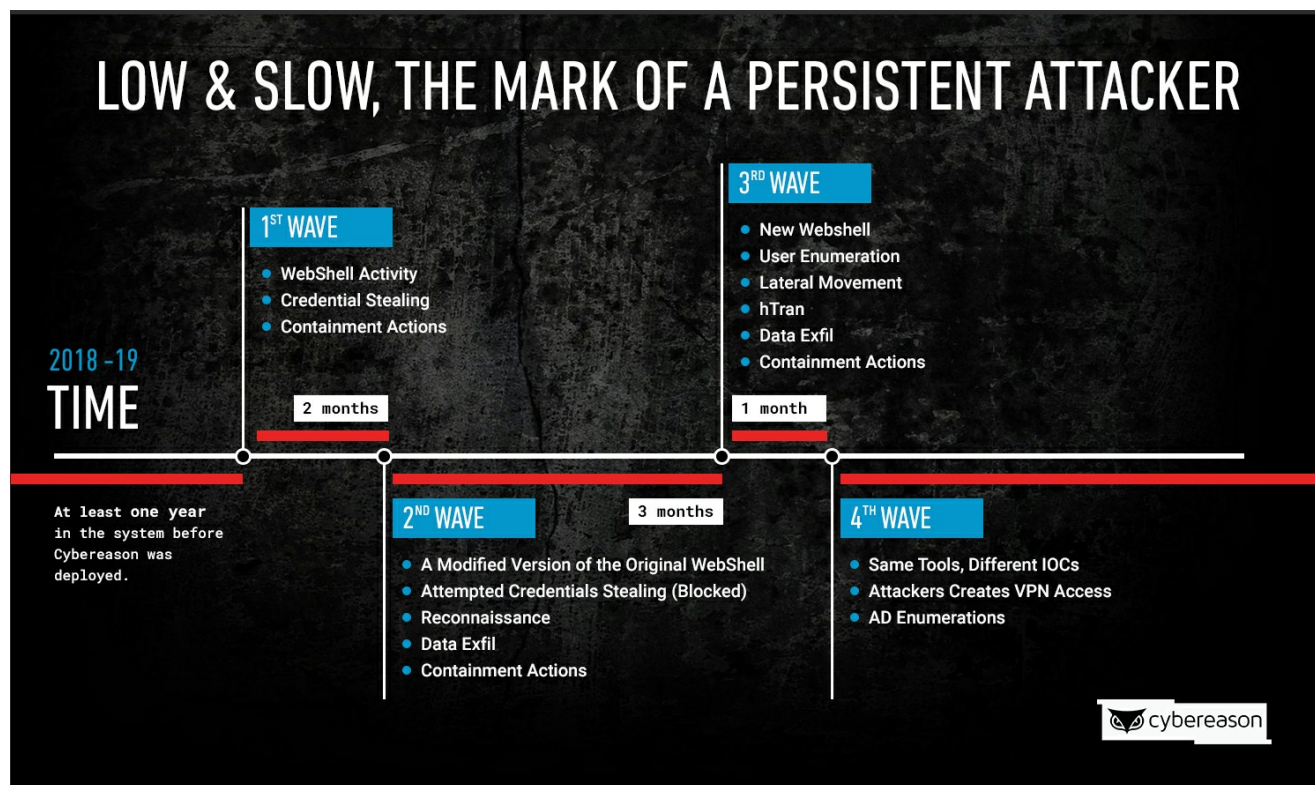 LOW & SLOW, THE MARK OF A PERSISTENT ATTACKER
2018 -19
TIME
At least one year
in the system before
Cybereason was
deployed.
1ST WAVE
WebShell Activity
Credential Stealing
Containment Actions
2 months
2ND WAVE
A Modified Version of the Original WebShell
Attempted Credentials Stealing (Blocked)
Reconnaissance
Data Exfil
Containment Actions
3 months
3RD WAVE
New Webshell
User Enumeration
Lateral Movement
hTran
Data Exfil
Containment Actions
1 month
4TH WAVE
Same Tools, Different IOCs
Attackers Creates VPN Access
AD Enumerations
cybereason